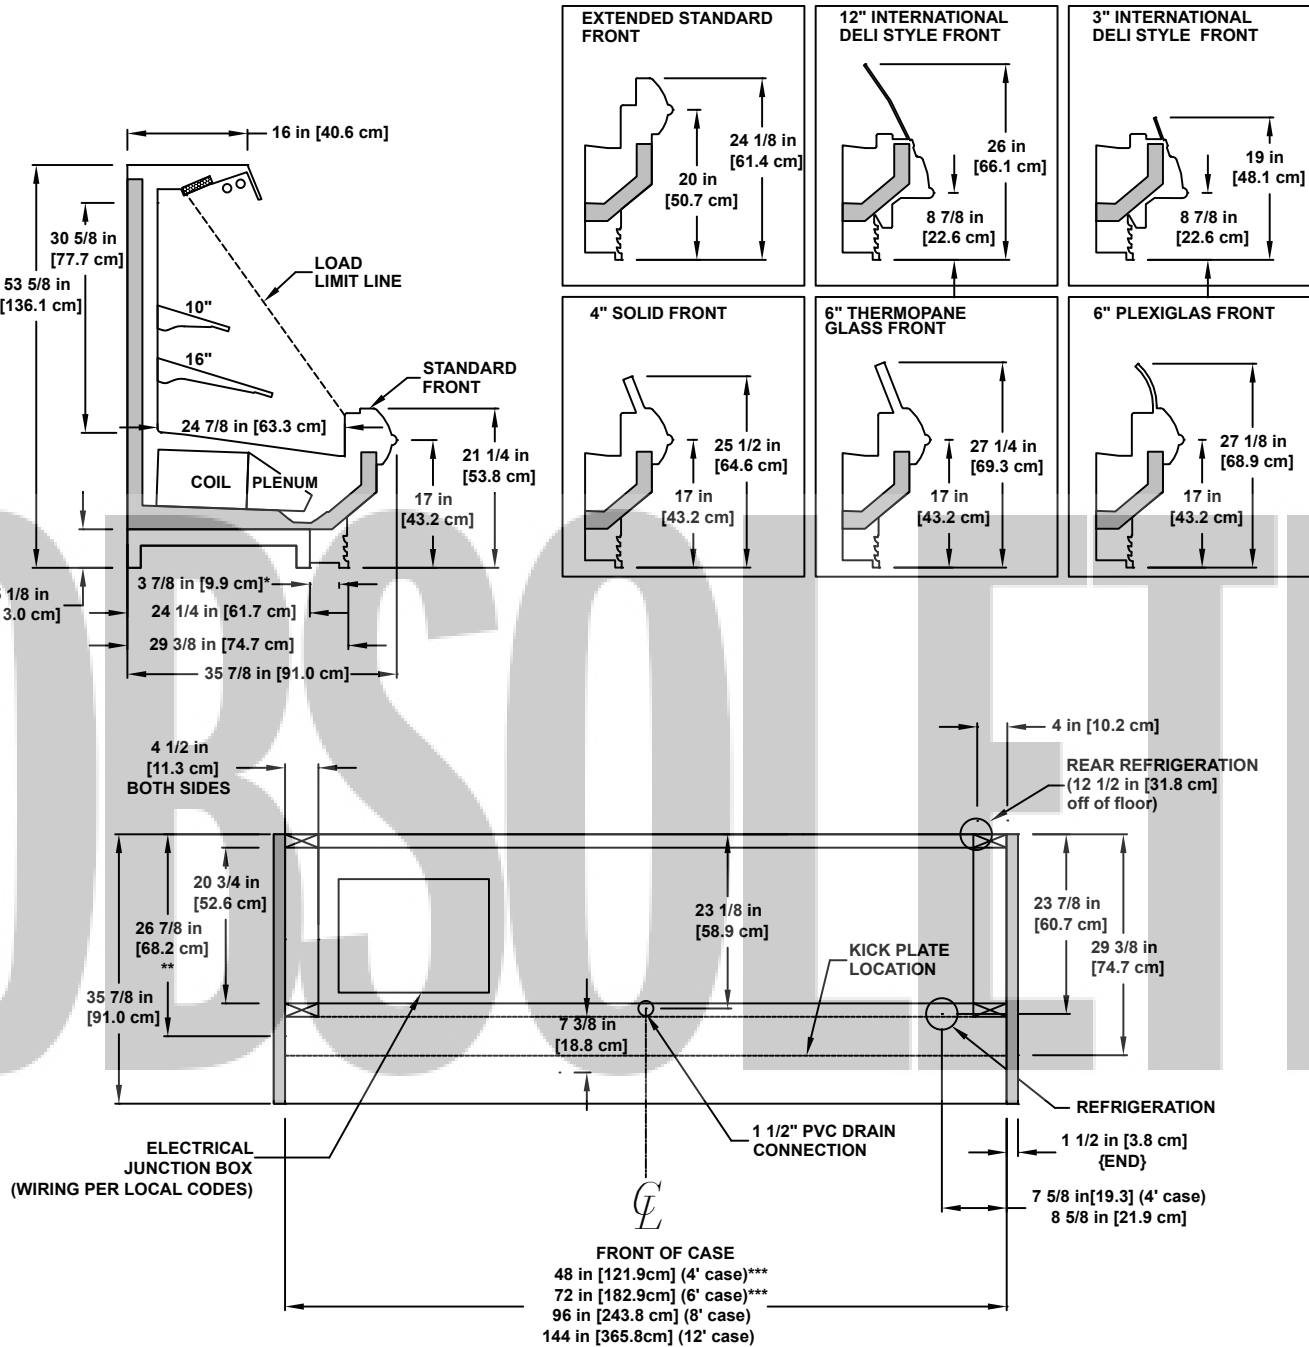 EXTENDED STANDARD
FRONT
24 1/8 in
[61.4 cm]
20 in
[50.7 cm]
12" INTERNATIONAL
DELI STYLE FRONT
26 in
[66.1 cm]
8 7/8 in
[22.6 cm]
3" INTERNATIONAL
DELI STYLE FRONT
19 in
[48.1 cm]
8 7/8 in
[22.6 cm]
16 in [40.6 cm]
30 5/8 in
[77.7 cm]
53 5/8 in
[136.1 cm]
LOAD
LIMIT LINE
10"
16"
STANDARD
FRONT
24 7/8 in [63.3 cm]
21 1/4 in
[53.8 cm]
COIL
PLENUM
17 in
[43.2 cm]
1/8 in
3.0 cm]
3 7/8 in [9.9 cm]*
24 1/4 in [61.7 cm]
29 3/8 in [74.7 cm]
35 7/8 in [91.0 cm]
4" SOLID FRONT
25 1/2 in
[64.6 cm]
17 in
[43.2 cm]
6" THERMOPANE
GLASS FRONT
27 1/4 in
[69.3 cm]
17 in
[43.2 cm]
6" PLEXIGLAS FRONT
27 1/8 in
[68.9 cm]
17 in
[43.2 cm]
OBSOLETE
4 1/2 in
[11.3 cm]
BOTH SIDES
4 in [10.2 cm]
REAR REFRIGERATION
(12 1/2 in [31.8 cm]
off of floor)
20 3/4 in
[52.6 cm]
26 7/8 in
[68.2 cm]
**
35 7/8 in
[91.0 cm]
23 1/8 in
[58.9 cm]
KICK PLATE
LOCATION
23 7/8 in
[60.7 cm]
29 3/8 in
[74.7 cm]
7 3/8 in
[18.8 cm]
ELECTRICAL
JUNCTION BOX
(WIRING PER LOCAL CODES)
1 1/2" PVC DRAIN
CONNECTION
REFRIGERATION
1 1/2 in [3.8 cm]
{END}
7 5/8 in[19.3] (4' case)
8 5/8 in [21.9 cm]
CL
FRONT OF CASE
48 in [121.9cm] (4' case)***
72 in [182.9cm] (6' case)***
96 in [243.8 cm] (8' case)
144 in [365.8cm] (12' case)